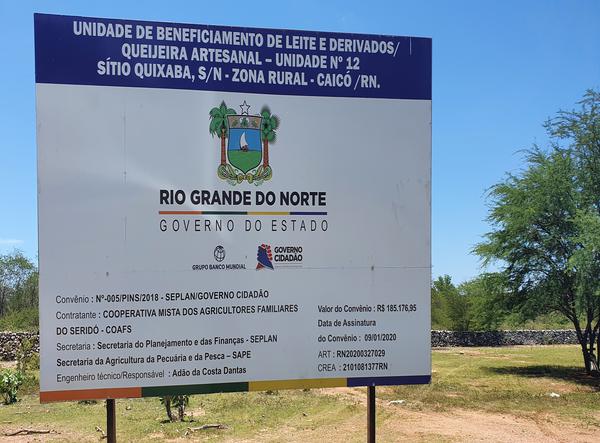 UNIDADE DE BENEFICIAMENTO DE LEITE E DERIVADOS/
QUEIJEIRA ARTESANAL – UNIDADE Nº 12
SÍTIO QUIXABA, S/N - ZONA RURAL - CAICÓ /RN.
RIO GRANDE DO NORTE
GOVERNO DO ESTADO
GRUPO BANCO MUNDIAL
GOVERNO
CIDADÃO
Convênio : Nº-005/PINS/2018 - SEPLAN/GOVERNO CIDADÃO
Contratante : COOPERATIVA MISTA DOS AGRICULTORES FAMILIARES
DO SERIDÓ - COAFS
Secretaria : Secretaria do Planejamento e das Finanças - SEPLAN
Secretaria da Agricultura da Pecuária e da Pesca – SAPE
Engenheiro técnico/Responsável : Adão da Costa Dantas
Valor do Convênio : R$ 185.176,95
Data de Assinatura
do Convênio : 09/01/2020
ART : RN20200327029
CREA : 2101081377RN